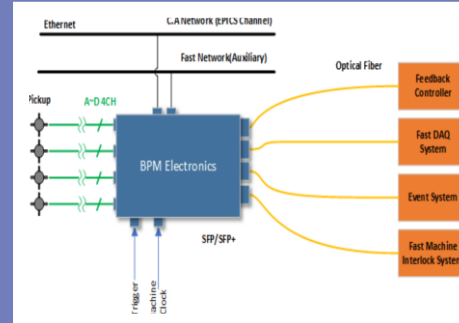 Ethernet
C.A Network (EPICS Channel)
Fast Network(Auxiliary)
Optical Fiber
Pickup
A~D 4CH
BPM Electronics
SFP/SFP+
Feedback
Controller
Fast DAQ
System
Event System
Fast Machine
Interlock System
Trigger
Machine
Clock